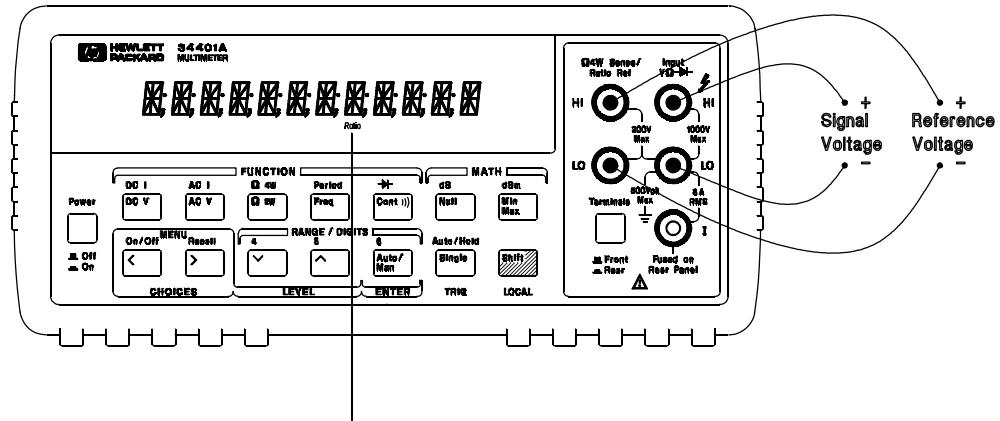 hp HEWLETT PACKARD
34401A MULTIMETER
Ratio
FUNCTION
MATH
DC I
AC I
Ω 4W
Period
dB
dBm
Power
DC V
AC V
Ω 2W
Freq
Cont )))
Null
Min Max
MENU
RANGE / DIGITS
On/Off
Recall
4
5
6
Auto/Hold
Off
On
<
>
Auto/ Man
Single
Shift
CHOICES
LEVEL
ENTER
TRIG
LOCAL
Ω4W Sense/ Ratio Ref
Input VΩ
HI
HI
200V Max
1000V Max
LO
LO
500Vpk Max
3A RMS
Terminals
I
Front
Rear
Fused on Rear Panel
+
Signal Voltage
–
+
Reference Voltage
–